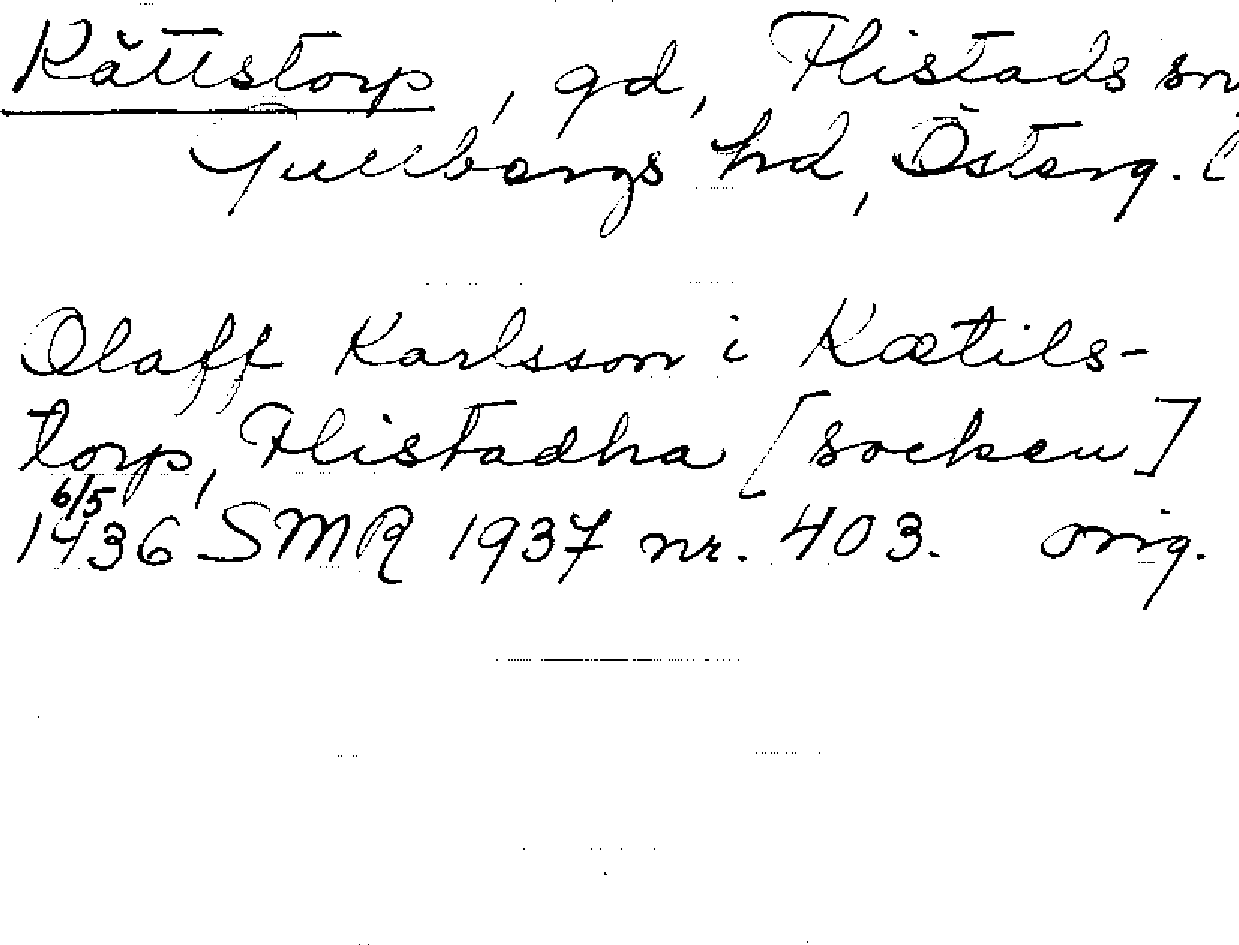 Kättstorp, gd, Flistads sn
Gullbergs hd, Österg. l
Olaff Karlsson i Kætils-
torp, Flistadha [socken]
6/5
1436 SMR 1937 nr. 403. orig.